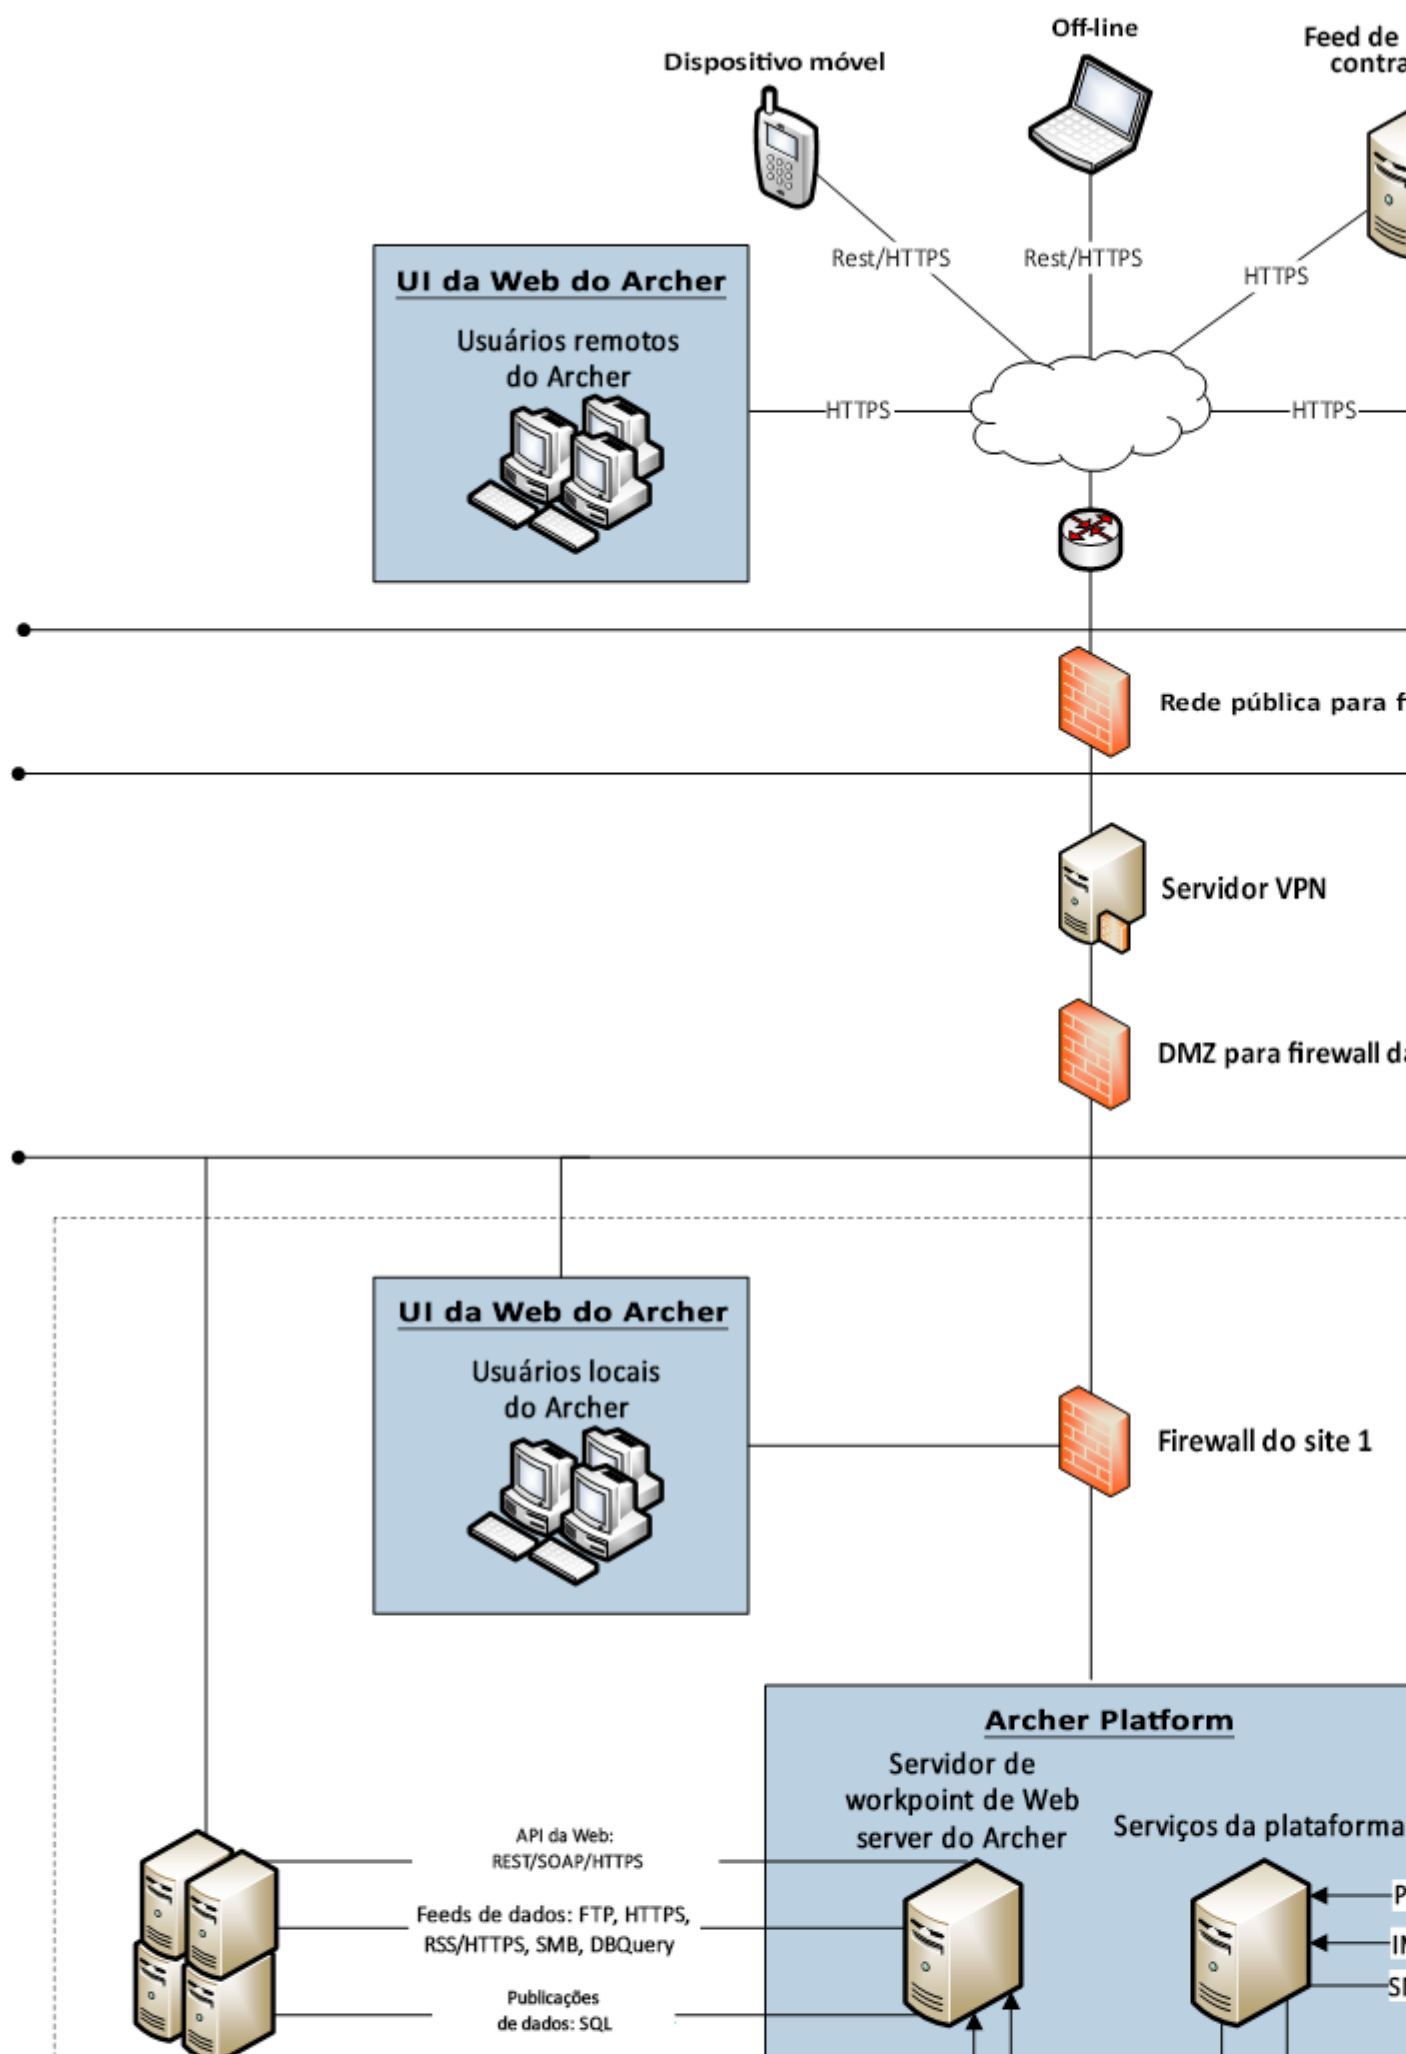 Off-line
Feed de
contra
Dispositivo móvel
Rest/HTTPS
Rest/HTTPS
HTTPS
UI da Web do Archer
Usuários remotos
do Archer
HTTPS
HTTPS
Rede pública para f
Servidor VPN
DMZ para firewall da
UI da Web do Archer
Usuários locais
do Archer
Firewall do site 1
Archer Platform
Servidor de
workpoint de Web
server do Archer
Serviços da plataforma
API da Web:
REST/SOAP/HTTPS
Feeds de dados: FTP, HTTPS,
RSS/HTTPS, SMB, DBQuery
Publicações
de dados: SQL